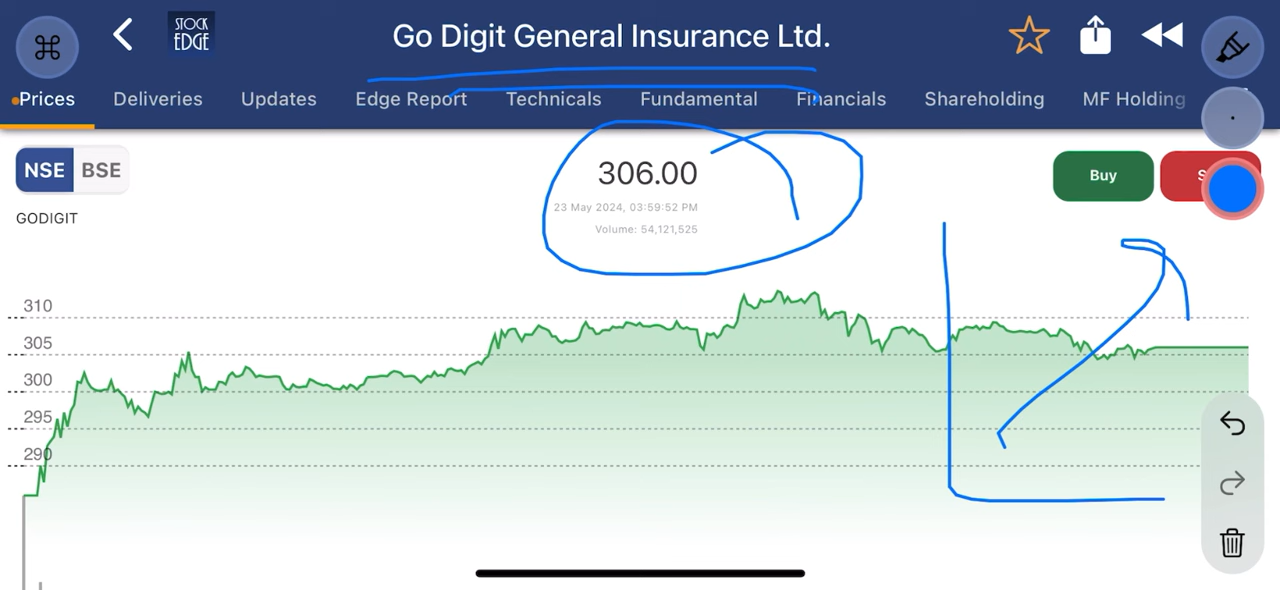 STOCK
EDGE
Go Digit General Insurance Ltd.
Prices Deliveries Updates Edge Report Technicals Fundamental Financials Shareholding MF Holding
NSE BSE
306.00
Buy
23 May 2024, 03:59:52 PM
GODIGIT
Volume: 54,121,525
310
305
300
295
290